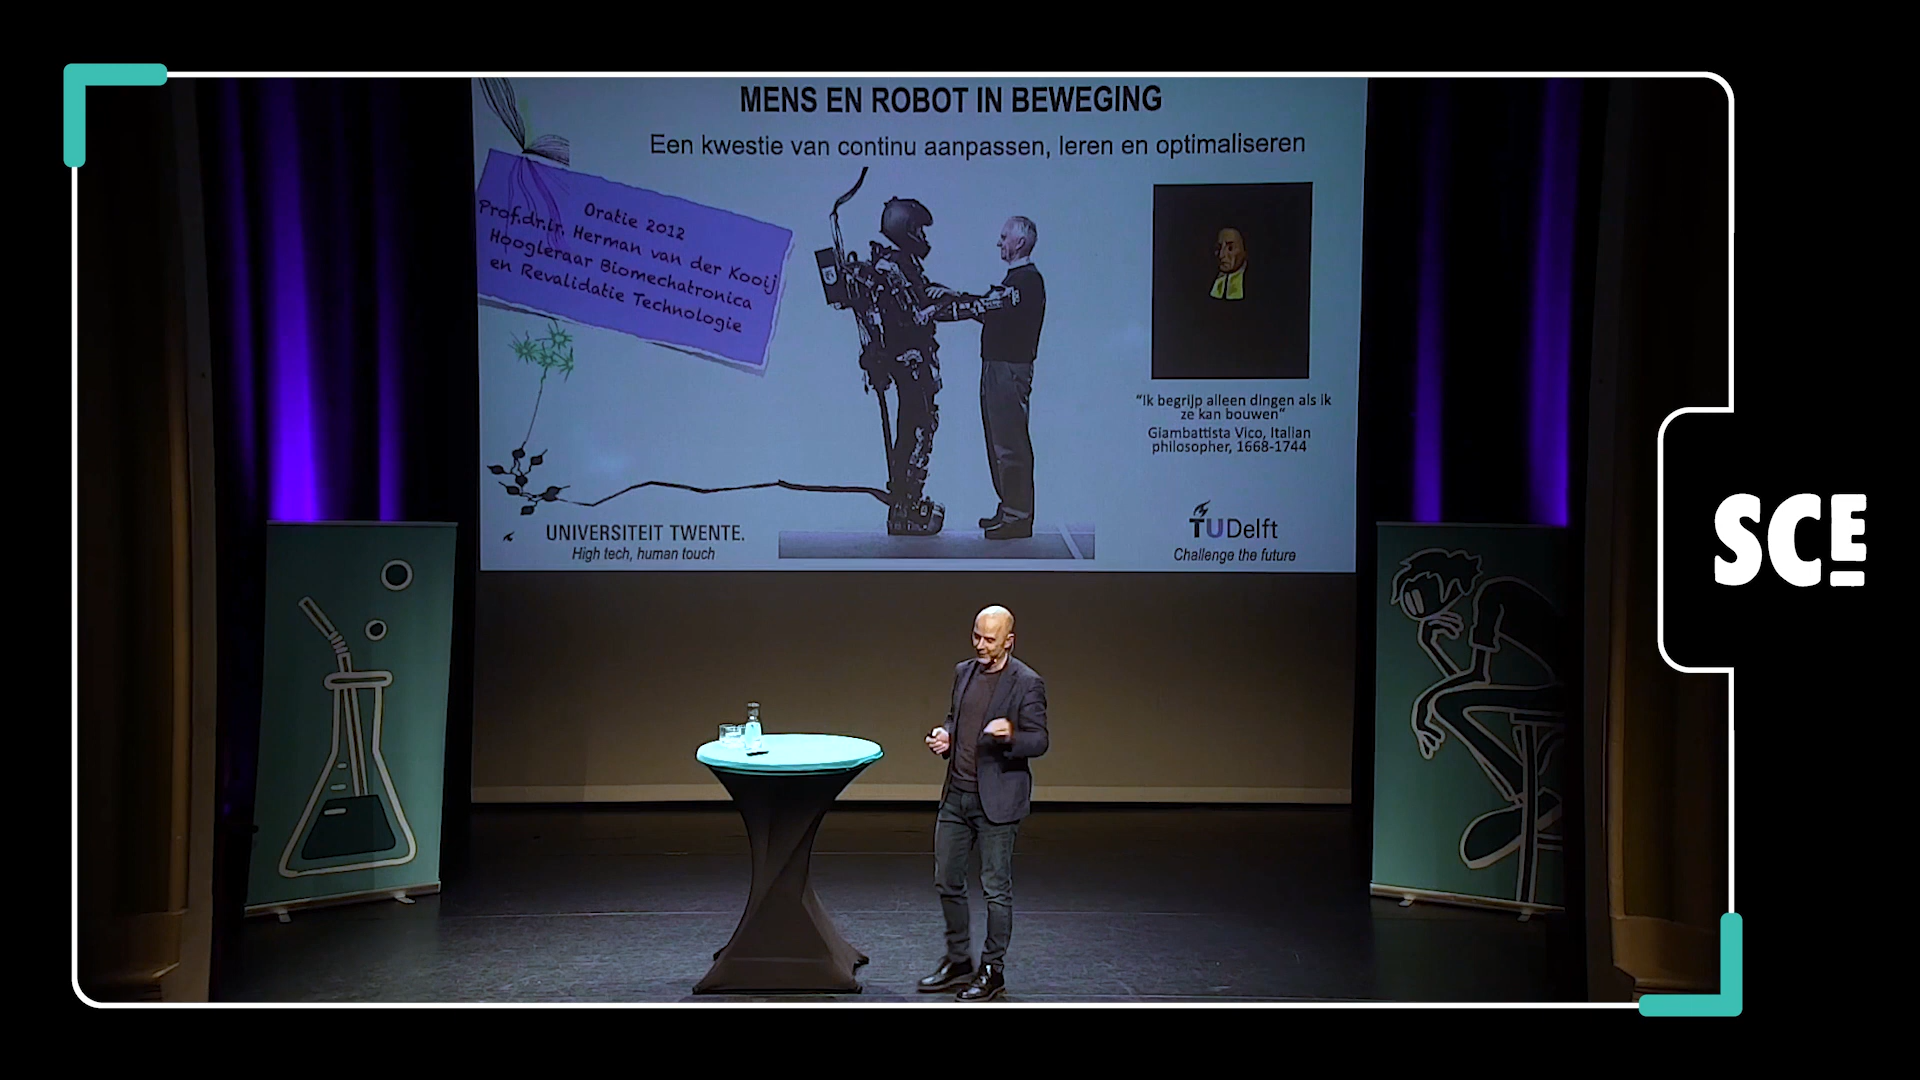 MENS EN ROBOT IN BEWEGING
Een kwestie van continu aanpassen, leren en optimaliseren
Oratie 2012
Prof.dr.ir. Herman van der Kooij
Hoogleraar Biomechatronica
en Revalidatie Technologie
"Ik begrijp alleen dingen als ik
ze kan bouwen"
Giambattista Vico, Italian
philosopher, 1668-1744
UNIVERSITEIT TWENTE.
High tech, human touch
TUDelft
Challenge the future
SCE